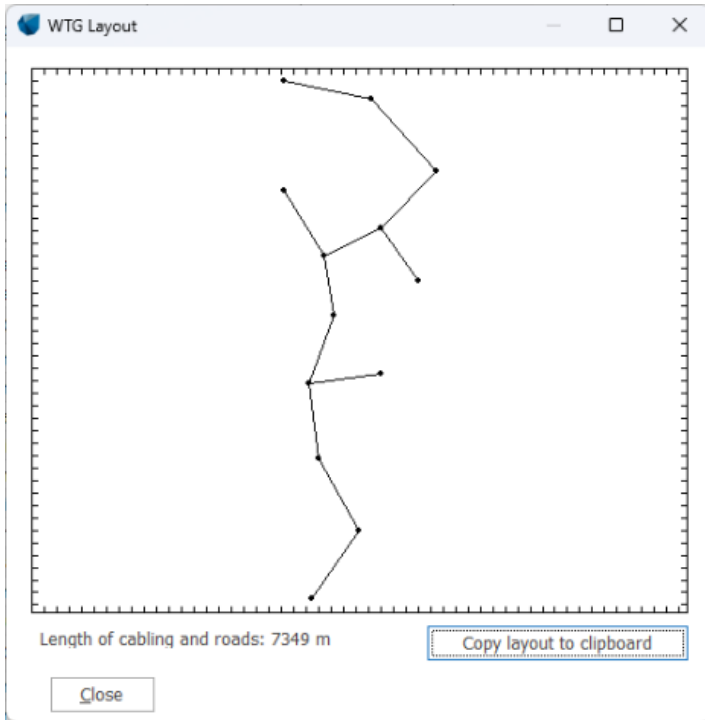 WTG Layout
Length of cabling and roads: 7349 m
Copy layout to clipboard
Close